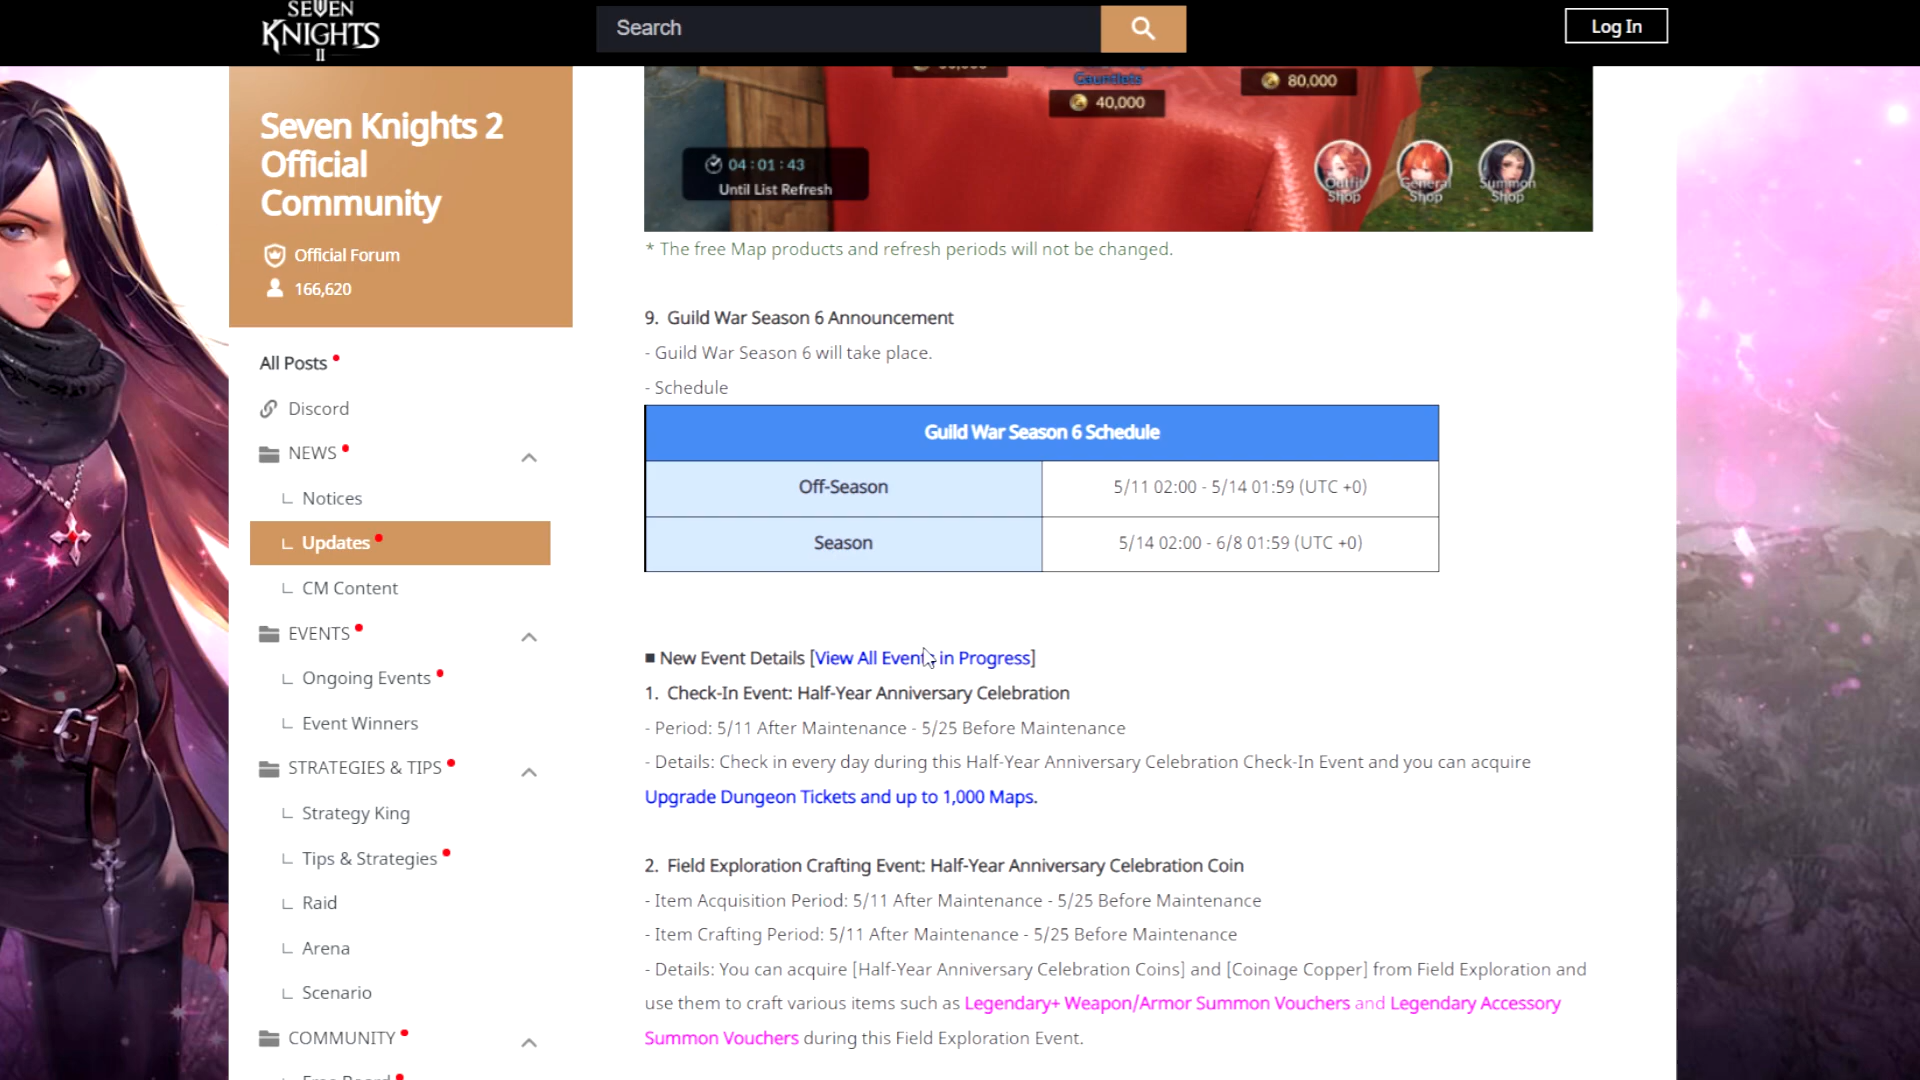 SEVEN
KNIGHTS
II
Search
Log In
Seven Knights 2
Official
Community
Official Forum
166,620
All Posts
Discord
NEWS
Notices
Updates
CM Content
EVENTS
Ongoing Events
Event Winners
STRATEGIES & TIPS
Strategy King
Tips & Strategies
Raid
Arena
Scenario
COMMUNITY
Free Board
Gauntlets
40,000
80,000
04:01:43
Until List Refresh
Outfit
Shop
General
Shop
Summon
Shop
* The free Map products and refresh periods will not be changed.
9. Guild War Season 6 Announcement
- Guild War Season 6 will take place.
- Schedule
Guild War Season 6 Schedule
Off-Season 5/11 02:00 - 5/14 01:59 (UTC +0)
Season 5/14 02:00 - 6/8 01:59 (UTC +0)
■ New Event Details [View All Events in Progress]
1. Check-In Event: Half-Year Anniversary Celebration
- Period: 5/11 After Maintenance - 5/25 Before Maintenance
- Details: Check in every day during this Half-Year Anniversary Celebration Check-In Event and you can acquire
Upgrade Dungeon Tickets and up to 1,000 Maps.
2. Field Exploration Crafting Event: Half-Year Anniversary Celebration Coin
- Item Acquisition Period: 5/11 After Maintenance - 5/25 Before Maintenance
- Item Crafting Period: 5/11 After Maintenance - 5/25 Before Maintenance
- Details: You can acquire [Half-Year Anniversary Celebration Coins] and [Coinage Copper] from Field Exploration and
use them to craft various items such as Legendary+ Weapon/Armor Summon Vouchers and Legendary Accessory
Summon Vouchers during this Field Exploration Event.